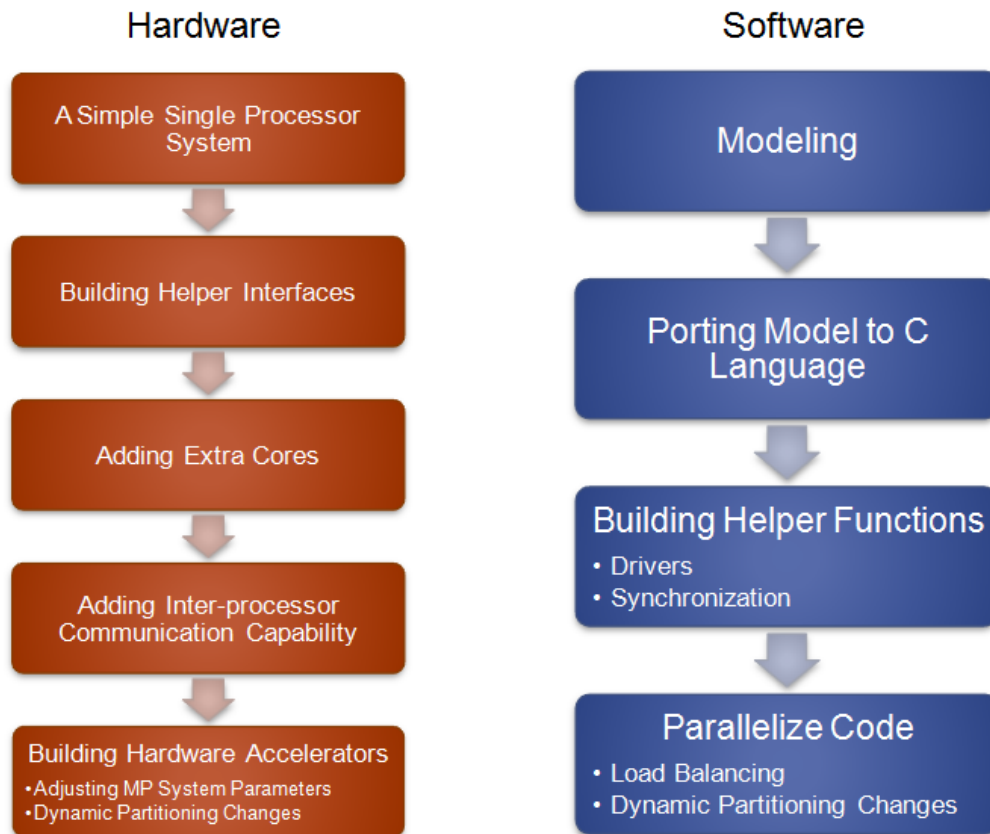 Hardware
A Simple Single Processor
System
Building Helper Interfaces
Adding Extra Cores
Adding Inter-processor
Communication Capability
Building Hardware Accelerators
•Adjusting MP System Parameters
•Dynamic Partitioning Changes
Software
Modeling
Porting Model to C
Language
Building Helper Functions
• Drivers
• Synchronization
Parallelize Code
• Load Balancing
• Dynamic Partitioning Changes